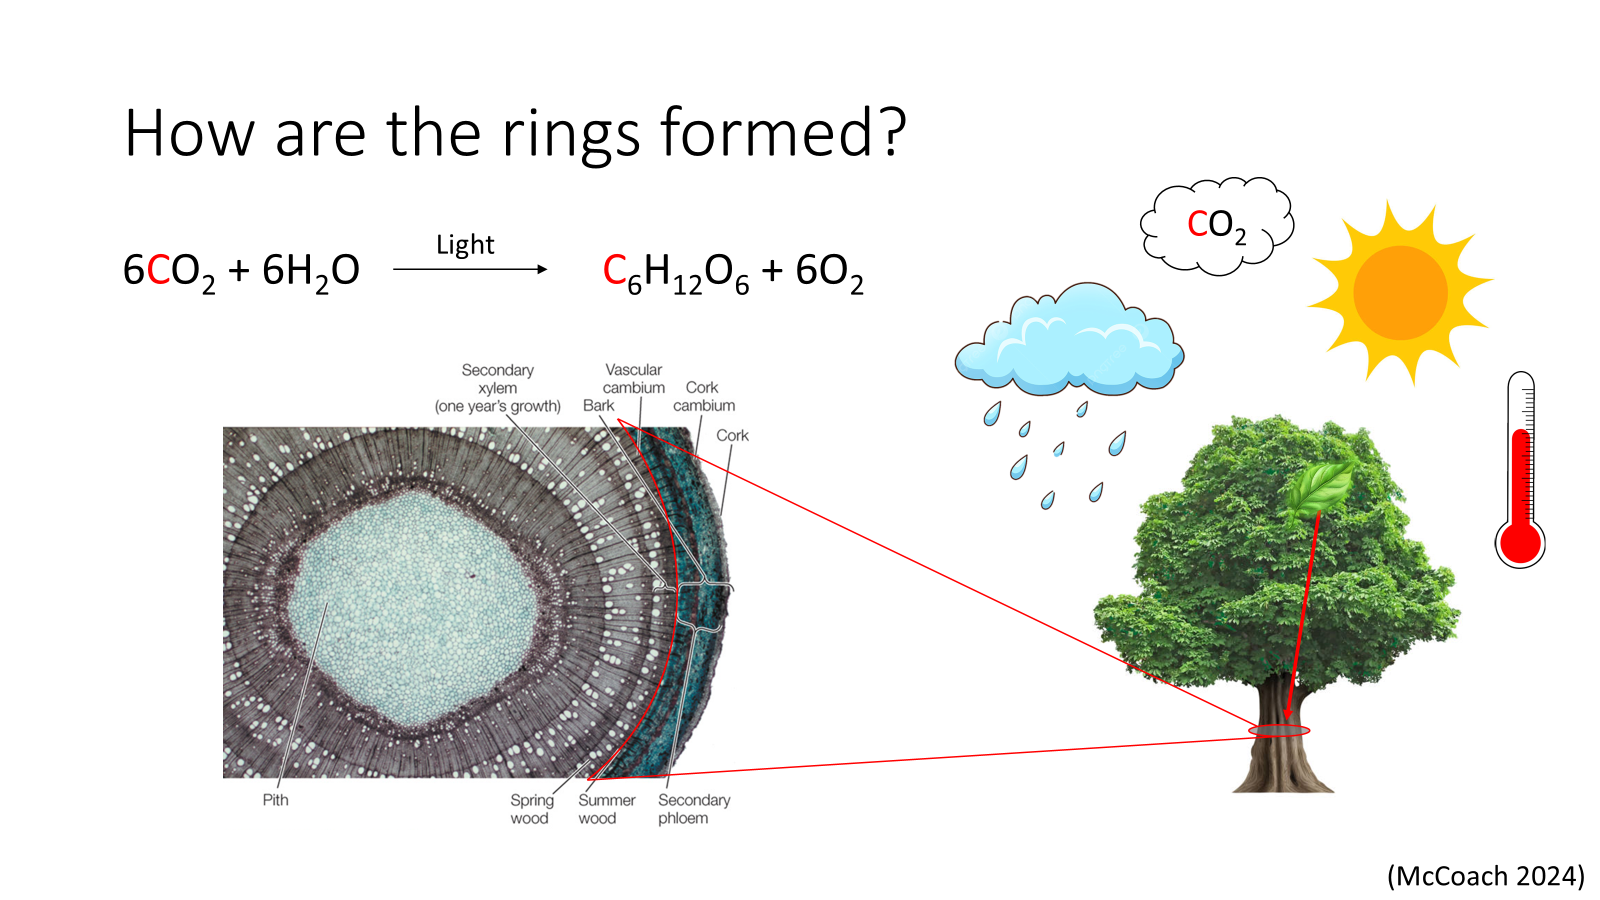 How are the rings formed?
6CO₂ + 6H₂O Light C₆H₁₂O₆ + 6O₂
CO₂
Secondary
xylem
(one year's growth)
Bark
Vascular
cambium
Cork
cambium
Cork
Pith
Spring
wood
Summer
wood
Secondary
phloem
(McCoach 2024)